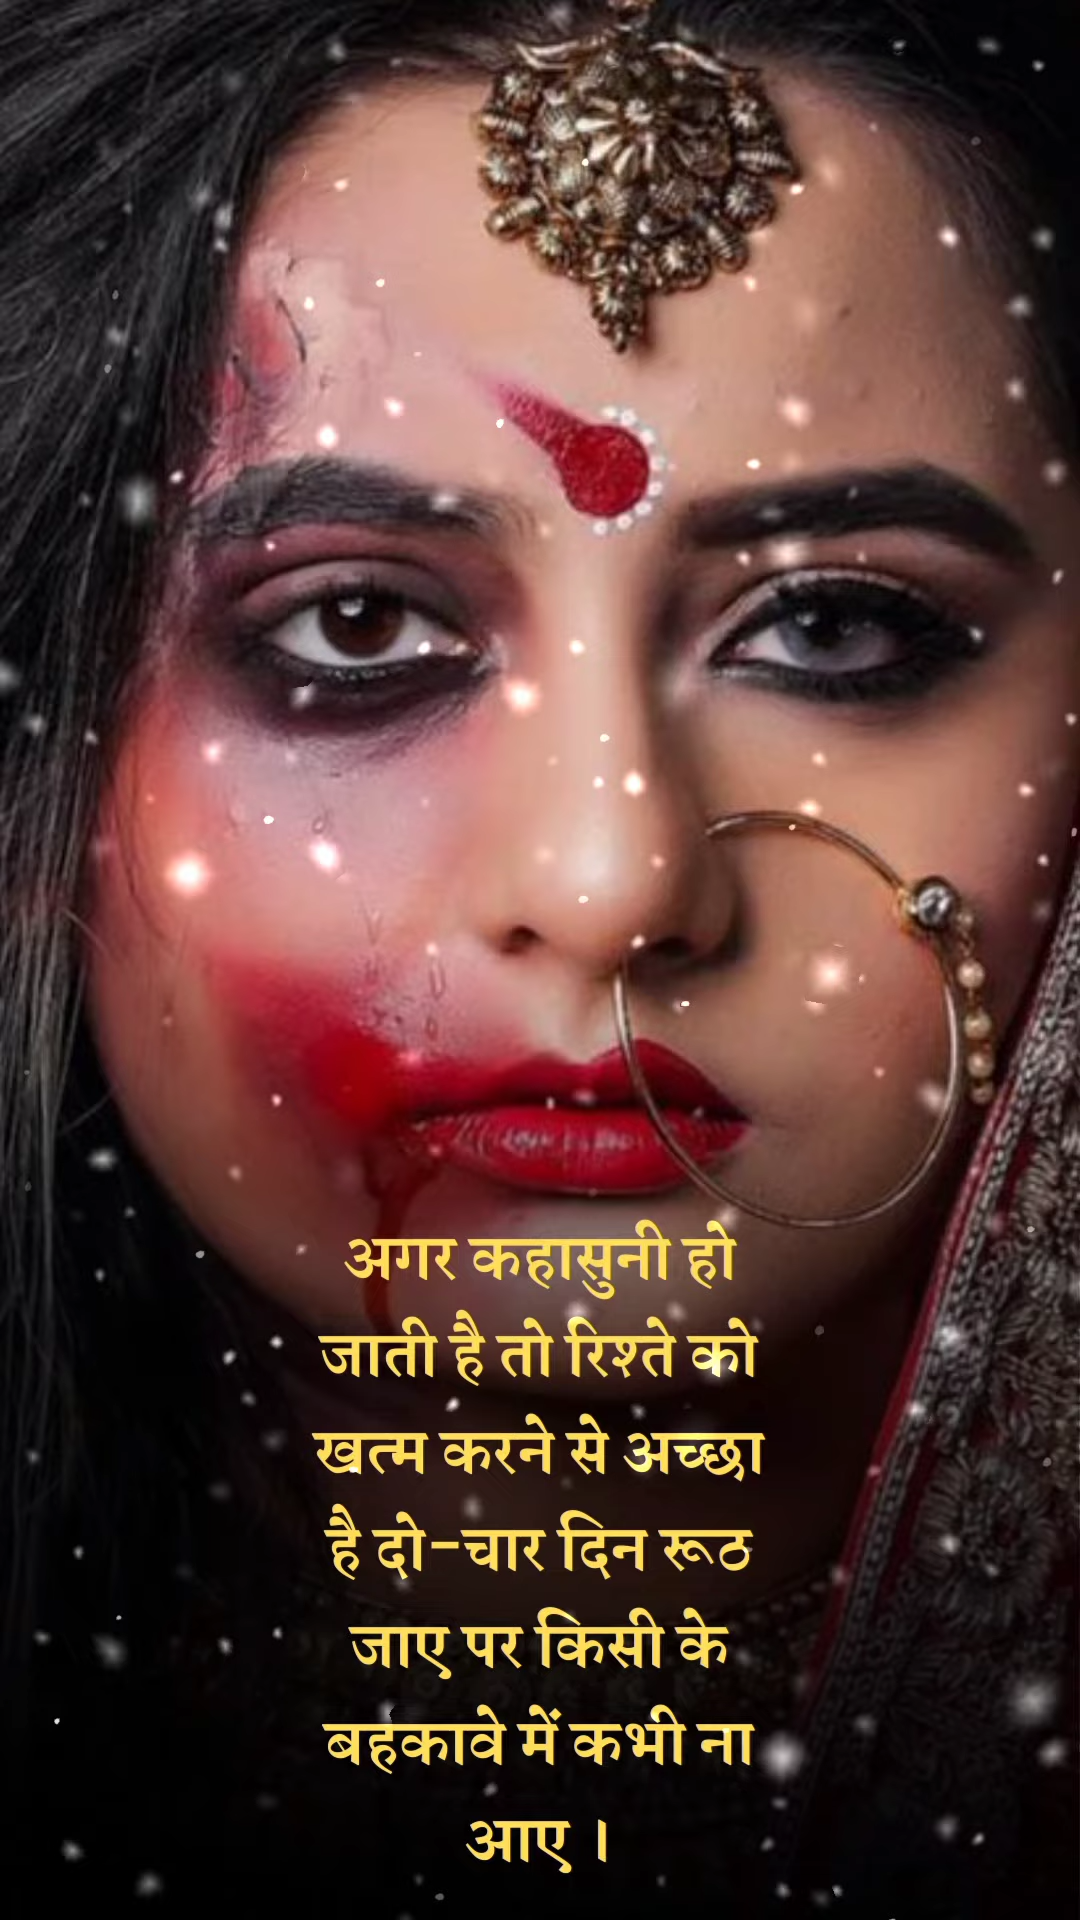 अगर कहासुनी हो
जाती है तो रिश्ते को
खत्म करने से अच्छा
है दो-चार दिन रूठ
जाए पर किसी के
बहकावे में कभी ना
आए ।